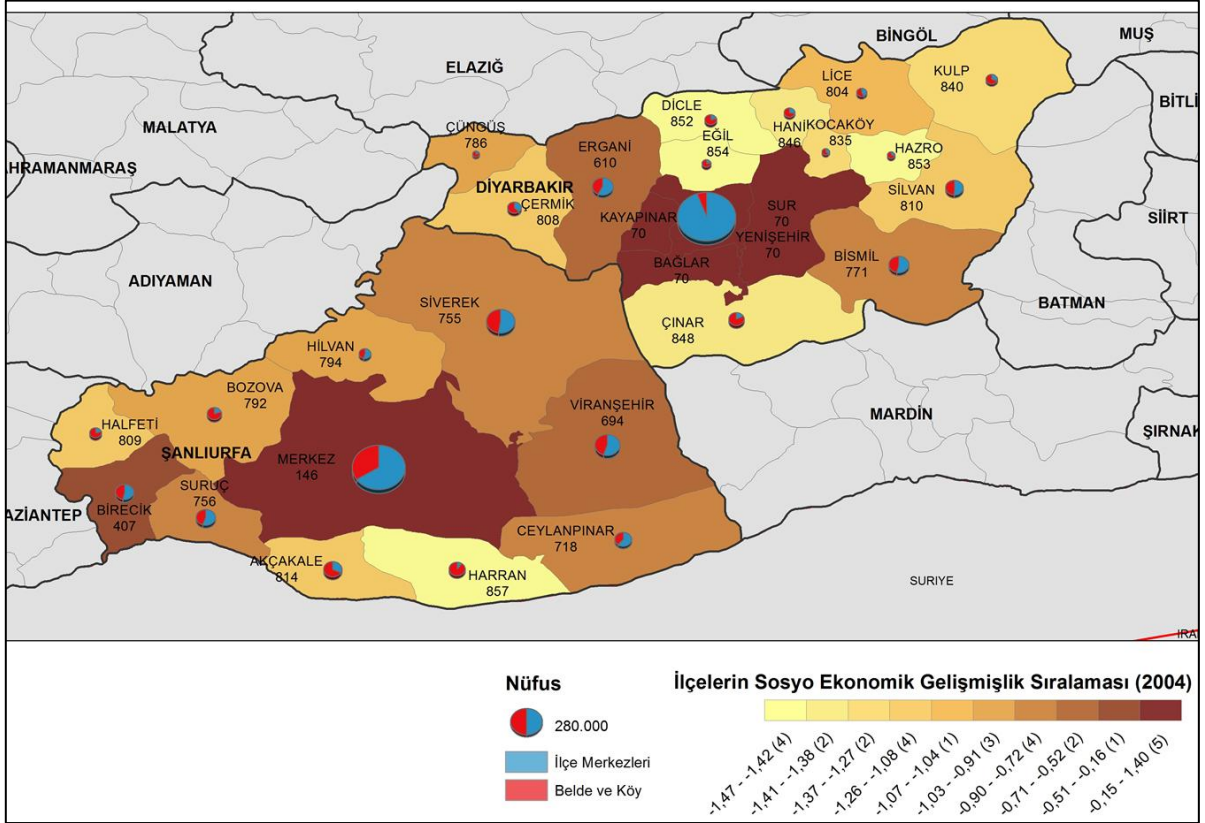 BİNGÖL
MUŞ
ELAZIĞ
LİCE
804
KULP
840
BİTLİ
MALATYA
DİCLE
852
HANİ
846
KOCAKÖY
835
ÇÜNGÜŞ
786
ERGANİ
610
EĞİL
854
HAZRO
853
AHRAMANMARAŞ
DİYARBAKIR
ÇERMİK
808
SİLVAN
810
KAYAPINAR
70
SUR
70
YENİŞEHİR
70
SİİRT
BAĞLAR
70
BİSMİL
771
ADIYAMAN
BATMAN
SİVEREK
755
ÇINAR
848
HİLVAN
794
BOZOVA
792
VİRANŞEHİR
694
MARDİN
HALFETİ
809
ŞIRNAK
ŞANLIURFA
MERKEZ
146
SURUÇ
756
BİRECİK
407
AZİANTEP
CEYLANPINAR
718
AKÇAKALE
814
HARRAN
857
SURIYE
IRA
Nüfus
280.000
İlçe Merkezleri
Belde ve Köy
İlçelerin Sosyo Ekonomik Gelişmişlik Sıralaması (2004)
-1,47 - -1,42 (4)
-1,41 - -1,38 (2)
-1,37 - -1,27 (2)
-1,26 - -1,08 (4)
-1,07 - -1,04 (1)
-1,03 - -0,91 (3)
-0,90 - -0,72 (4)
-0,71 - -0,52 (2)
-0,51 - -0,16 (1)
-0,15 - 1,40 (5)